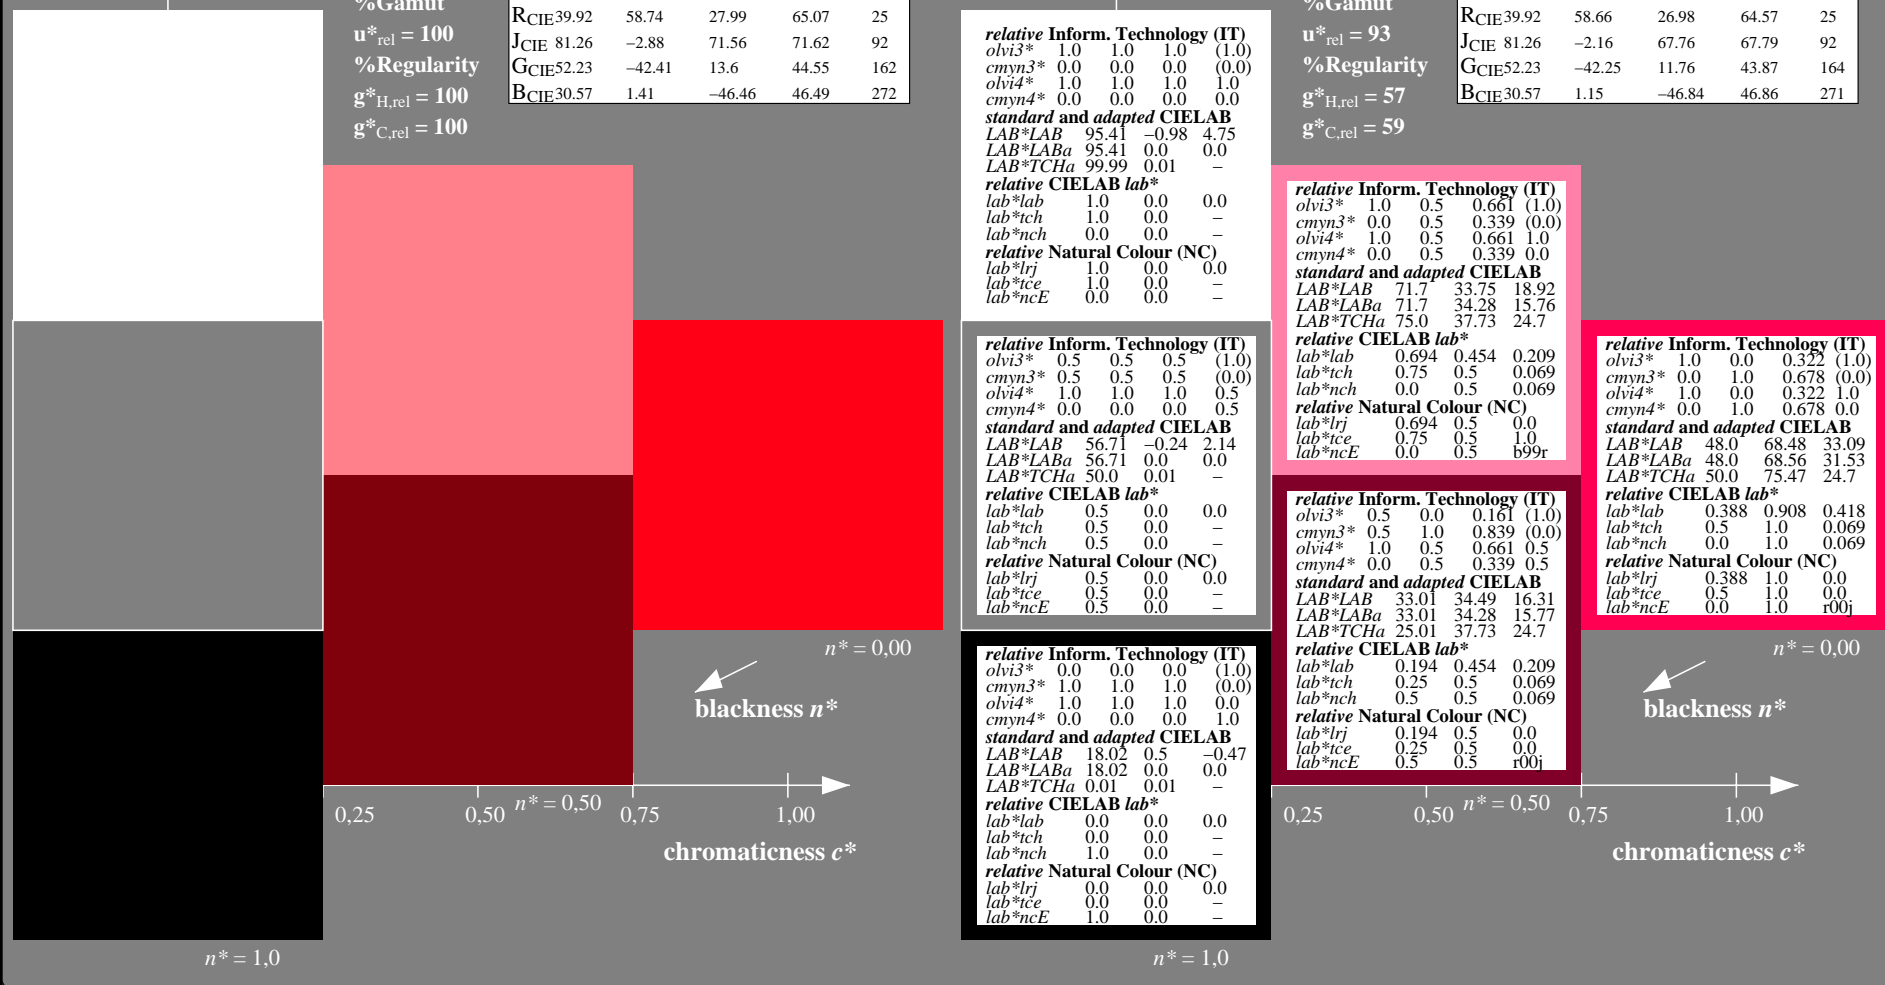 %Gamut
u*rel = 100
%Regularity
g*H,rel = 100
g*C,rel = 100
RCIE 39.92 58.74 27.99 65.07 25
JCIE 81.26 −2.88 71.56 71.62 92
GCIE 52.23 −42.41 13.6 44.55 162
BCIE 30.57 1.41 −46.46 46.49 272
n* = 0,00
blackness n*
0,25 0,50 n* = 0,50 0,75 1,00
chromaticness c*
n* = 1,0
relative Inform. Technology (IT)
olvi3* 1.0 1.0 1.0 (1.0)
cmyn3* 0.0 0.0 0.0 (0.0)
olvi4* 1.0 1.0 1.0 1.0
cmyn4* 0.0 0.0 0.0 0.0
standard and adapted CIELAB
LAB*LAB 95.41 −0.98 4.75
LAB*LABa 95.41 0.0 0.0
LAB*TCHa 99.99 0.01 –
relative CIELAB lab*
lab*lab 1.0 0.0 0.0
lab*tch 1.0 0.0 –
lab*nch 0.0 0.0 –
relative Natural Colour (NC)
lab*lrj 1.0 0.0 0.0
lab*tce 1.0 0.0 –
lab*ncE 0.0 0.0 –
relative Inform. Technology (IT)
olvi3* 0.5 0.5 0.5 (1.0)
cmyn3* 0.5 0.5 0.5 (0.0)
olvi4* 1.0 1.0 1.0 0.5
cmyn4* 0.0 0.0 0.0 0.5
standard and adapted CIELAB
LAB*LAB 56.71 −0.24 2.14
LAB*LABa 56.71 0.0 0.0
LAB*TCHa 50.0 0.01 –
relative CIELAB lab*
lab*lab 0.5 0.0 0.0
lab*tch 0.5 0.0 –
lab*nch 0.5 0.0 –
relative Natural Colour (NC)
lab*lrj 0.5 0.0 0.0
lab*tce 0.5 0.0 –
lab*ncE 0.5 0.0 –
relative Inform. Technology (IT)
olvi3* 0.0 0.0 0.0 (1.0)
cmyn3* 1.0 1.0 1.0 (0.0)
olvi4* 1.0 1.0 1.0 0.0
cmyn4* 0.0 0.0 0.0 1.0
standard and adapted CIELAB
LAB*LAB 18.02 0.5 −0.47
LAB*LABa 18.02 0.0 0.0
LAB*TCHa 0.01 0.01 –
relative CIELAB lab*
lab*lab 0.0 0.0 0.0
lab*tch 0.0 0.0 –
lab*nch 1.0 0.0 –
relative Natural Colour (NC)
lab*lrj 0.0 0.0 0.0
lab*tce 0.0 0.0 –
lab*ncE 1.0 0.0 –
n* = 1,0
%Gamut
u*rel = 93
%Regularity
g*H,rel = 57
g*C,rel = 59
RCIE 39.92 58.66 26.98 64.57 25
JCIE 81.26 −2.16 67.76 67.79 92
GCIE 52.23 −42.25 11.76 43.87 164
BCIE 30.57 1.15 −46.84 46.86 271
relative Inform. Technology (IT)
olvi3* 1.0 0.5 0.661 (1.0)
cmyn3* 0.0 0.5 0.339 (0.0)
olvi4* 1.0 0.5 0.661 1.0
cmyn4* 0.0 0.5 0.339 0.0
standard and adapted CIELAB
LAB*LAB 71.7 33.75 18.92
LAB*LABa 71.7 34.28 15.76
LAB*TCHa 75.0 37.73 24.7
relative CIELAB lab*
lab*lab 0.694 0.454 0.209
lab*tch 0.75 0.5 0.069
lab*nch 0.0 0.5 0.069
relative Natural Colour (NC)
lab*lrj 0.694 0.5 0.0
lab*tce 0.75 0.5 1.0
lab*ncE 0.0 0.5 b99r
relative Inform. Technology (IT)
olvi3* 0.5 0.0 0.161 (1.0)
cmyn3* 0.5 1.0 0.839 (0.0)
olvi4* 1.0 0.5 0.661 0.5
cmyn4* 0.0 0.5 0.339 0.5
standard and adapted CIELAB
LAB*LAB 33.01 34.49 16.31
LAB*LABa 33.01 34.28 15.77
LAB*TCHa 25.01 37.73 24.7
relative CIELAB lab*
lab*lab 0.194 0.454 0.209
lab*tch 0.25 0.5 0.069
lab*nch 0.5 0.5 0.069
relative Natural Colour (NC)
lab*lrj 0.194 0.5 0.0
lab*tce 0.25 0.5 0.0
lab*ncE 0.5 0.5 r00j
relative Inform. Technology (IT)
olvi3* 1.0 0.0 0.322 (1.0)
cmyn3* 0.0 1.0 0.678 (0.0)
olvi4* 1.0 0.0 0.322 1.0
cmyn4* 0.0 1.0 0.678 0.0
standard and adapted CIELAB
LAB*LAB 48.0 68.48 33.09
LAB*LABa 48.0 68.56 31.53
LAB*TCHa 50.0 75.47 24.7
relative CIELAB lab*
lab*lab 0.388 0.908 0.418
lab*tch 0.5 1.0 0.069
lab*nch 0.0 1.0 0.069
relative Natural Colour (NC)
lab*lrj 0.388 1.0 0.0
lab*tce 0.5 1.0 0.0
lab*ncE 0.0 1.0 r00j
n* = 0,00
blackness n*
0,25 0,50 n* = 0,50 0,75 1,00
chromaticness c*